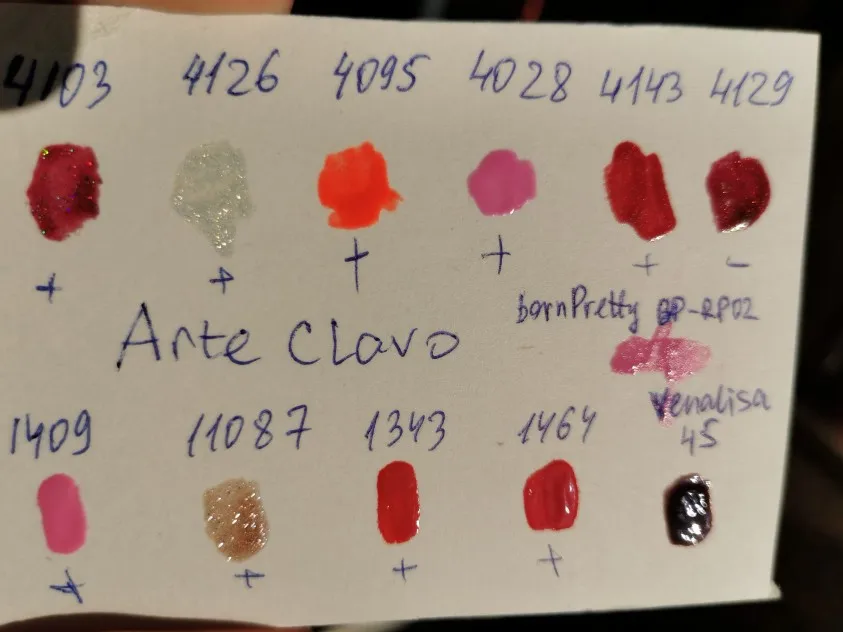 4103 4126 4095 4028 4143 4129
+ + + + + -
bornPretty BP-RP02
Arte Clavo
Venalisa
45
1409 11087 1343 1464
+ + + +